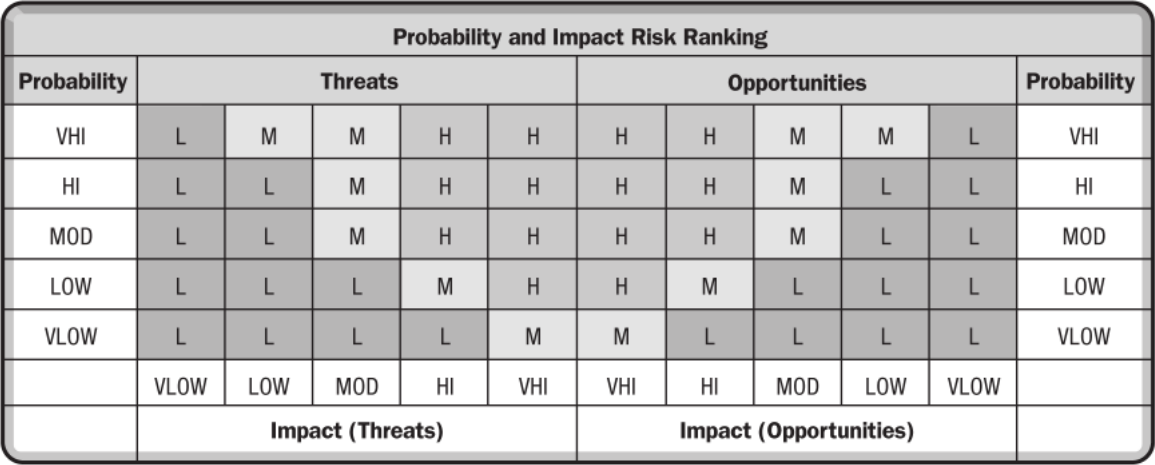 Probability and Impact Risk Ranking
Probability Threats Opportunities Probability
VHI L M M H H H H M M L VHI
HI L L M H H H H M L L HI
MOD L L M H H H H M L L MOD
LOW L L L M H H M L L L LOW
VLOW L L L L M M L L L L VLOW
VLOW LOW MOD HI VHI VHI HI MOD LOW VLOW
Impact (Threats) Impact (Opportunities)